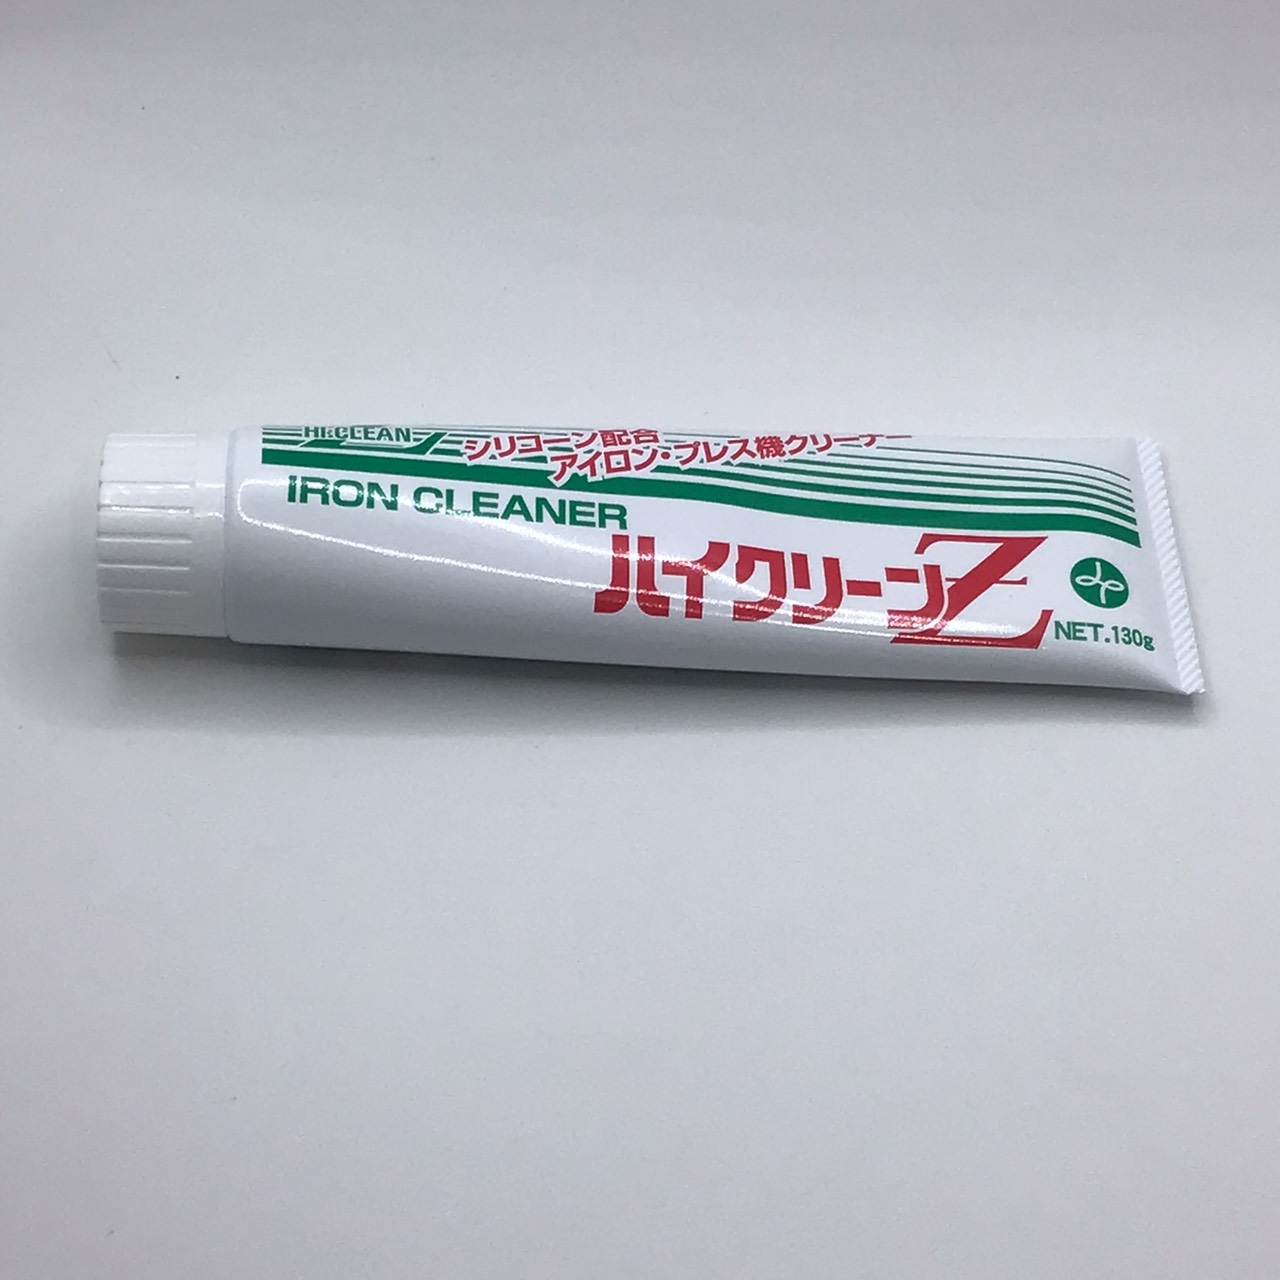 HI-CLEAN Z
シリコーン配合
アイロン・プレス機クリーナー
IRON CLEANER
ハイクリーンZ
NET.130g